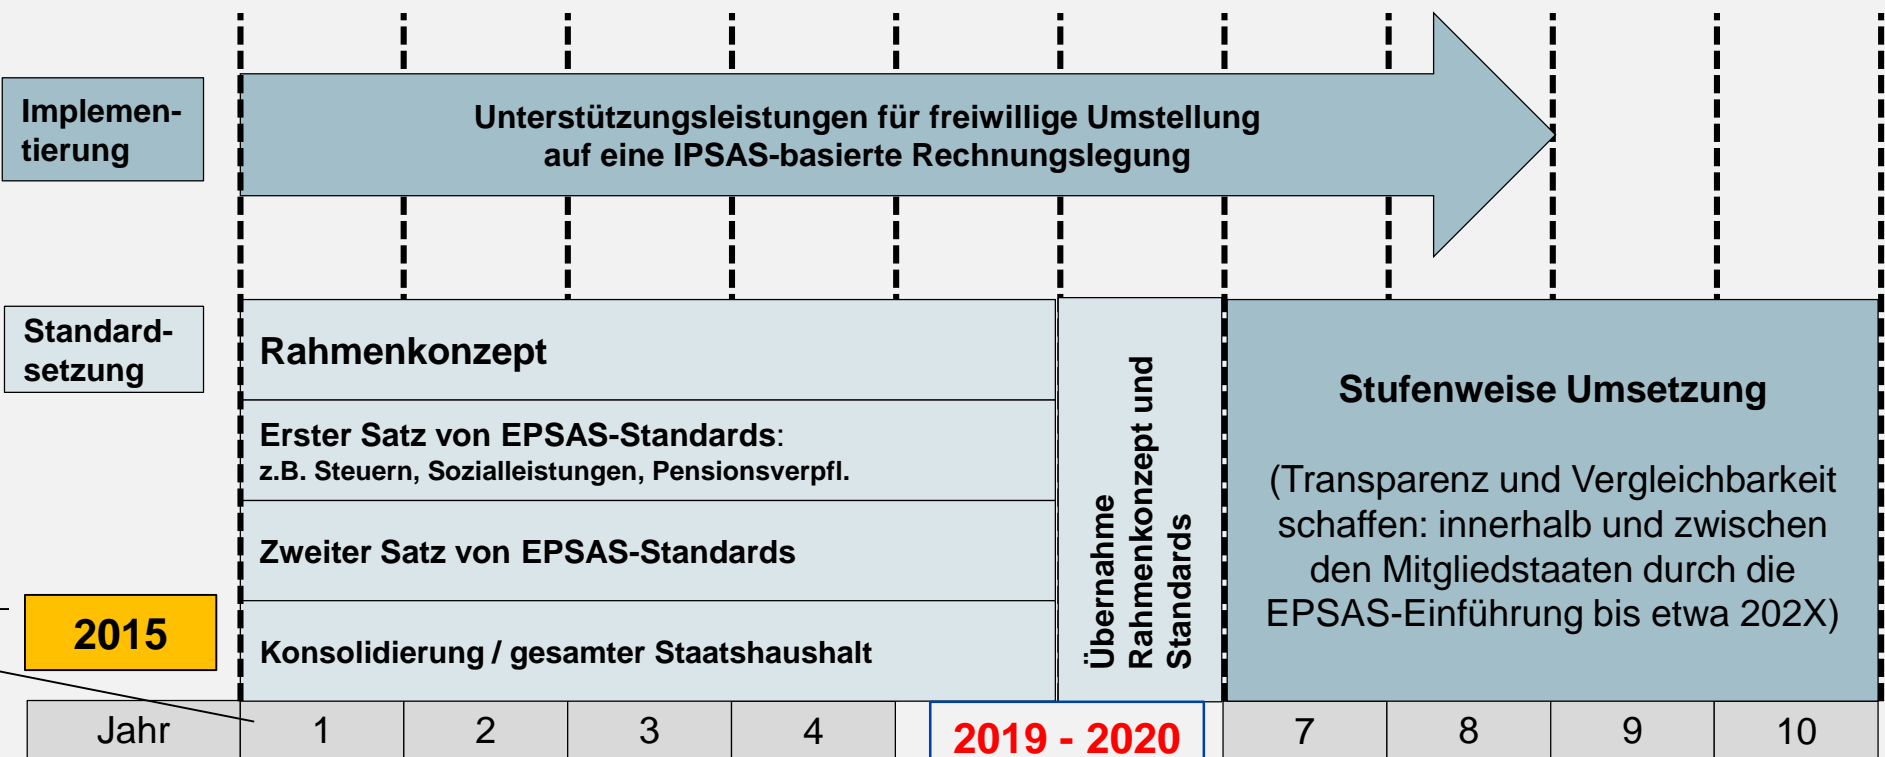 Implemen-
tierung
Unterstützungsleistungen für freiwillige Umstellung
auf eine IPSAS-basierte Rechnungslegung
Standard-
setzung
Rahmenkonzept
Erster Satz von EPSAS-Standards:
z.B. Steuern, Sozialleistungen, Pensionsverpfl.
Zweiter Satz von EPSAS-Standards
Konsolidierung / gesamter Staatshaushalt
Übernahme
Rahmenkonzept und
Standards
Stufenweise Umsetzung
(Transparenz und Vergleichbarkeit
schaffen: innerhalb und zwischen
den Mitgliedstaaten durch die
EPSAS-Einführung bis etwa 202X)
2015
Jahr 1 2 3 4 2019 - 2020 7 8 9 10